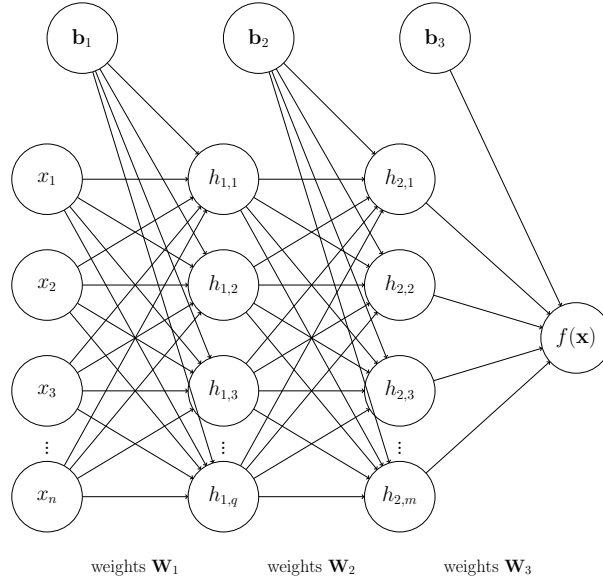 b₁ b₂ b₃
x₁ h₁,₁ h₂,₁
x₂ h₁,₂ h₂,₂
f(x)
x₃ h₁,₃ h₂,₃
⋮ ⋮ ⋮
xₙ h₁,q h₂,ₘ
weights W₁ weights W₂ weights W₃